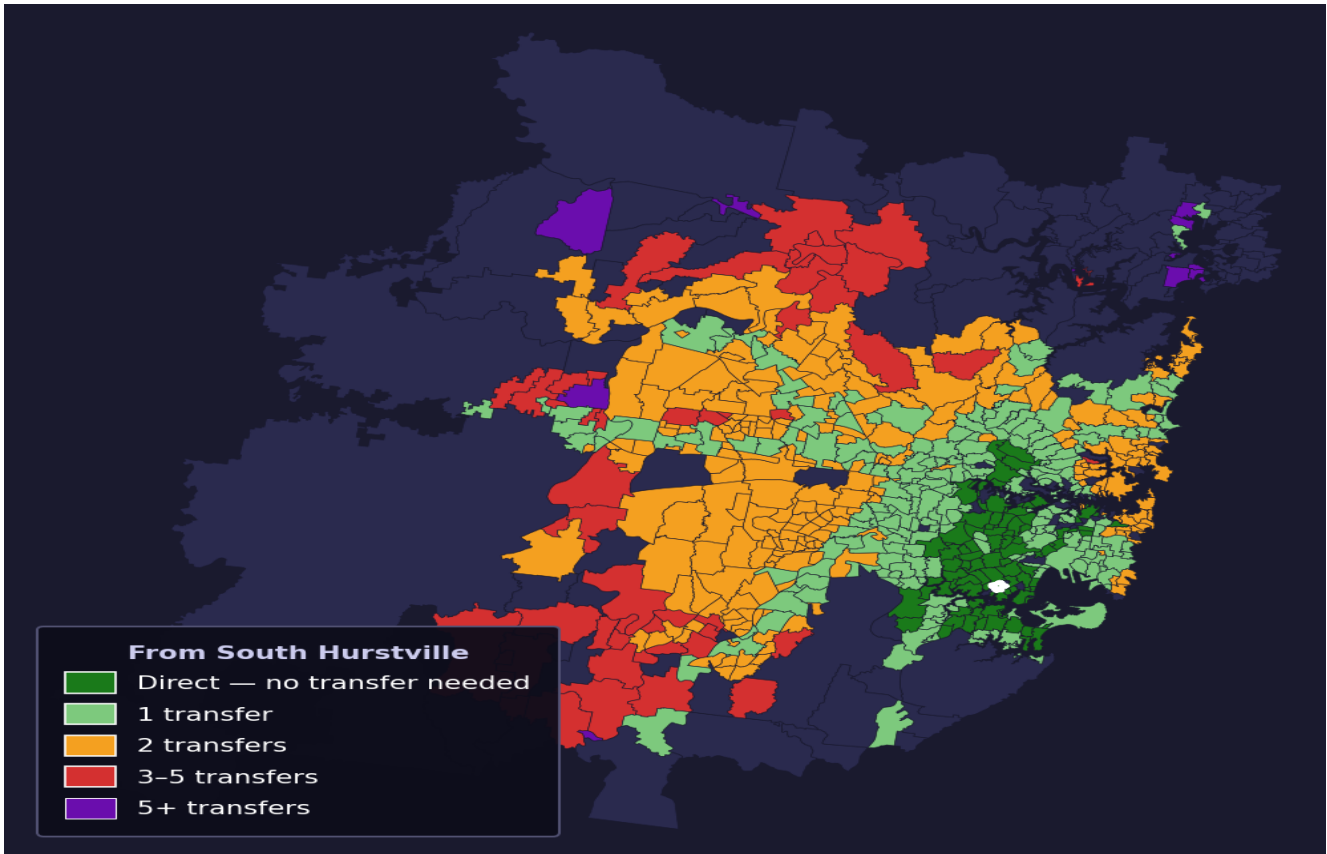 From South Hurstville
Direct — no transfer needed
1 transfer
2 transfers
3–5 transfers
5+ transfers